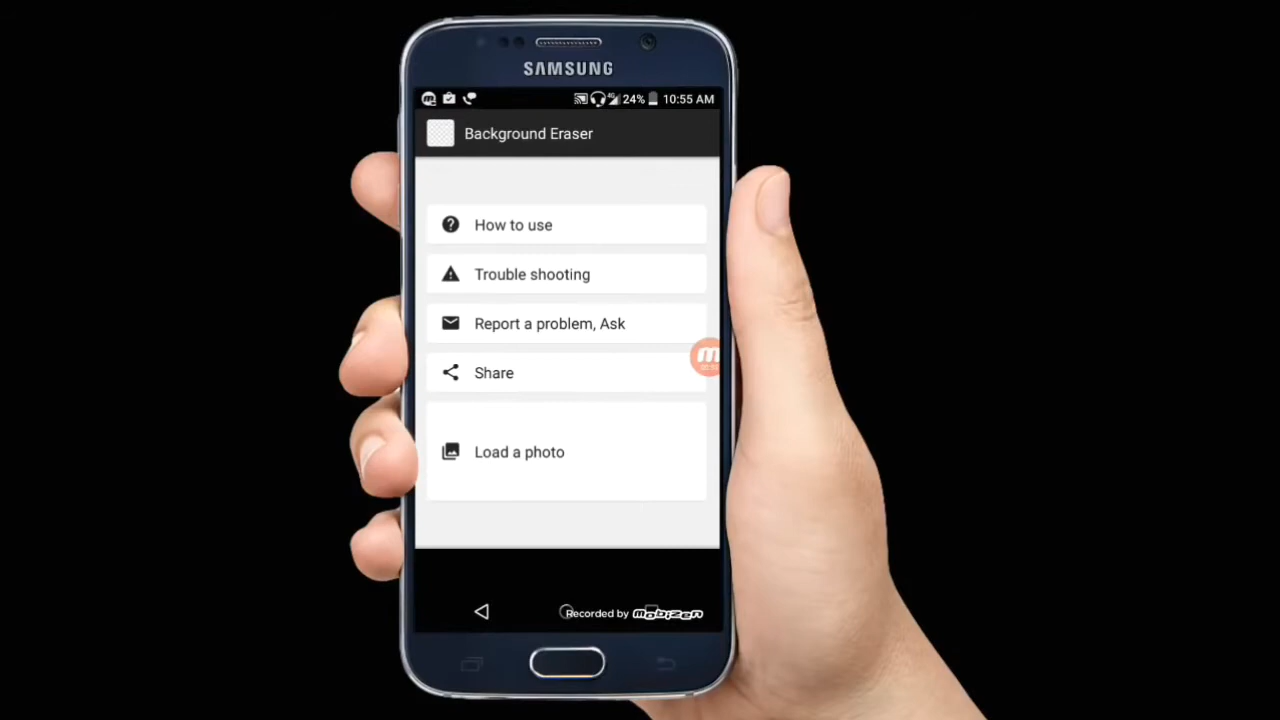 SAMSUNG
4G 24% 10:55 AM
Background Eraser
How to use
Trouble shooting
Report a problem, Ask
Share
Load a photo
Recorded by Mobizen